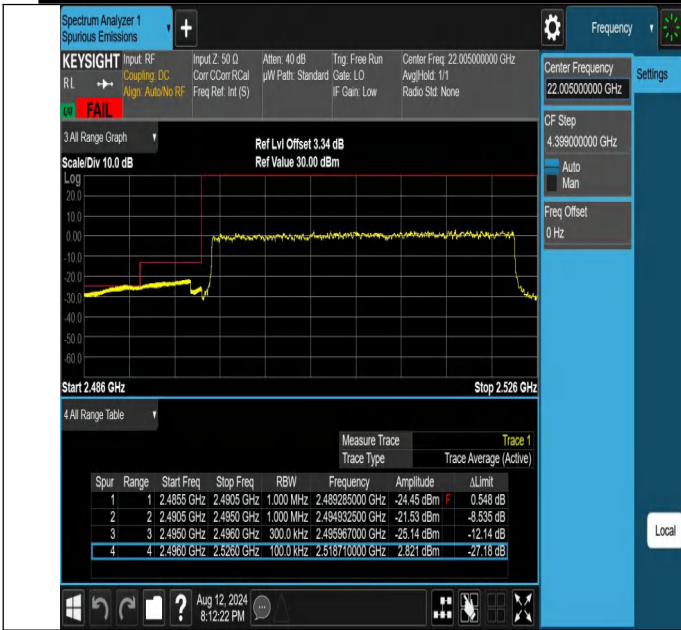 Spectrum Analyzer 1
Spurious Emissions
+
Frequency
KEYSIGHT
RL
FAIL
Input: RF
Coupling: DC
Align: Auto/No RF
Input Z: 50 Ω
Corr CCorr RCal
Freq Ref: Int (S)
Atten: 40 dB
µW Path: Standard
Trig: Free Run
Gate: LO
IF Gain: Low
Center Freq: 22.005000000 GHz
Avg|Hold: 1/1
Radio Std: None
Center Frequency
22.005000000 GHz
Settings
CF Step
4.399000000 GHz
Auto
Man
Freq Offset
0 Hz
3 All Range Graph
Scale/Div 10.0 dB
Ref Lvl Offset 3.34 dB
Ref Value 30.00 dBm
Log
20.0
10.0
0.00
-10.0
-20.0
-30.0
-40.0
-50.0
-60.0
Start 2.486 GHz
Stop 2.526 GHz
4 All Range Table
Measure Trace Trace 1
Trace Type Trace Average (Active)
Spur Range Start Freq Stop Freq RBW Frequency Amplitude ΔLimit
1 1 2.4855 GHz 2.4905 GHz 1.000 MHz 2.489285000 GHz -24.45 dBm F 0.548 dB
2 2 2.4905 GHz 2.4950 GHz 1.000 MHz 2.494932500 GHz -21.53 dBm -8.535 dB
3 3 2.4950 GHz 2.4960 GHz 300.0 kHz 2.495967000 GHz -25.14 dBm -12.14 dB
4 4 2.4960 GHz 2.5260 GHz 100.0 kHz 2.518710000 GHz 2.821 dBm -27.18 dB
Local
?
Aug 12, 2024
8:12:22 PM